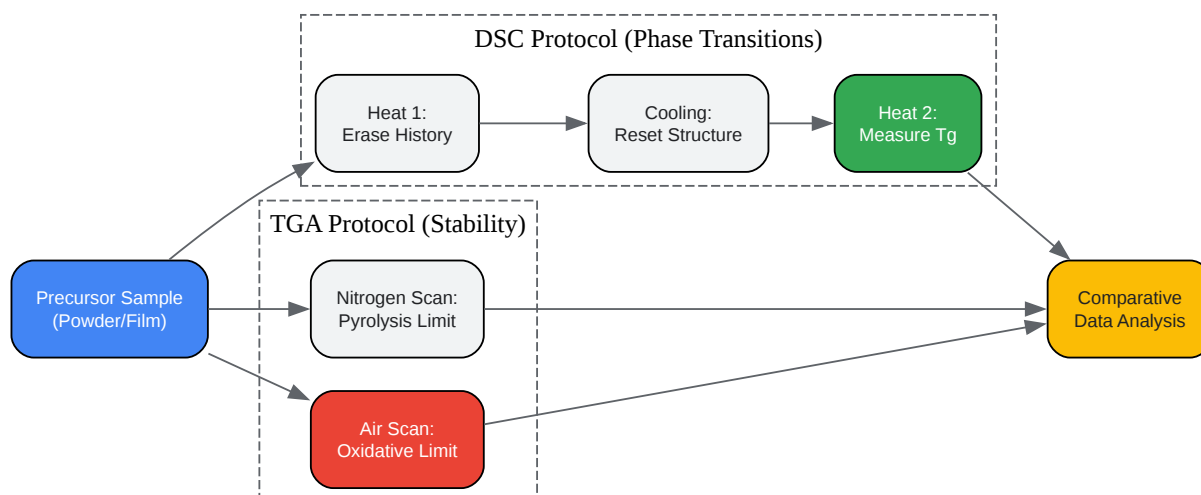 DSC Protocol (Phase Transitions)
Heat 1:
Erase History
Cooling:
Reset Structure
Heat 2:
Measure Tg
TGA Protocol (Stability)
Precursor Sample
(Powder/Film)
Nitrogen Scan:
Pyrolysis Limit
Comparative
Data Analysis
Air Scan:
Oxidative Limit